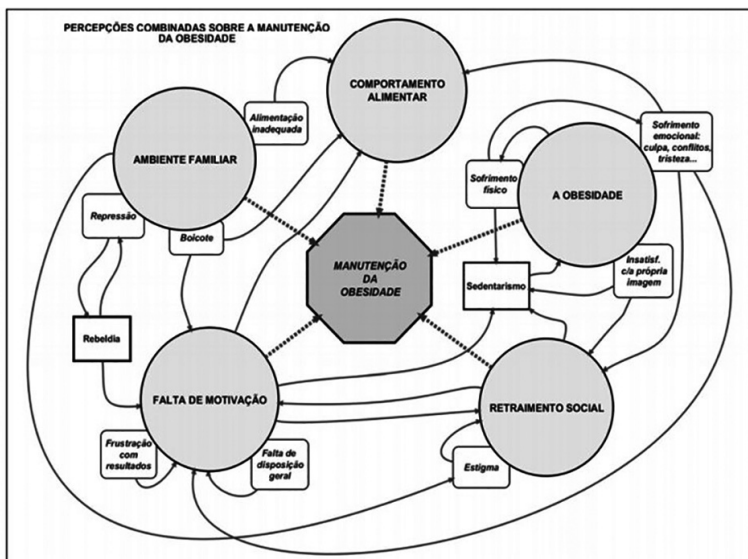 PERCEPÇÕES COMBINADAS SOBRE A MANUTENÇÃO
DA OBESIDADE
COMPORTAMENTO
ALIMENTAR
Alimentação
inadequada
AMBIENTE FAMILIAR
Sofrimento
emocional:
culpa, conflitos,
tristeza...
Sofrimento
físico
A OBESIDADE
Repressão
Boicote
MANUTENÇÃO
DA
OBESIDADE
Insatisf.
c/a própria
imagem
Sedentarismo
Rebeldia
FALTA DE MOTIVAÇÃO
RETRAIMENTO SOCIAL
Frustração
com
resultados
Falta de
disposição
geral
Estigma